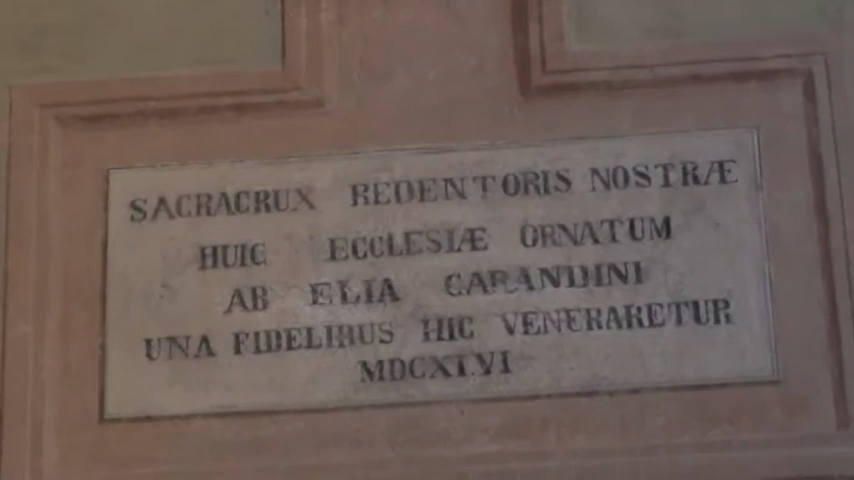 SACRACRUX REDENTORIS NOSTRÆ
HUIC ECCLESIÆ ORNATUM
AB ELIA CARANDINI
UNA FIDELIBUS HIC VENERARETUR
MDCXLVI